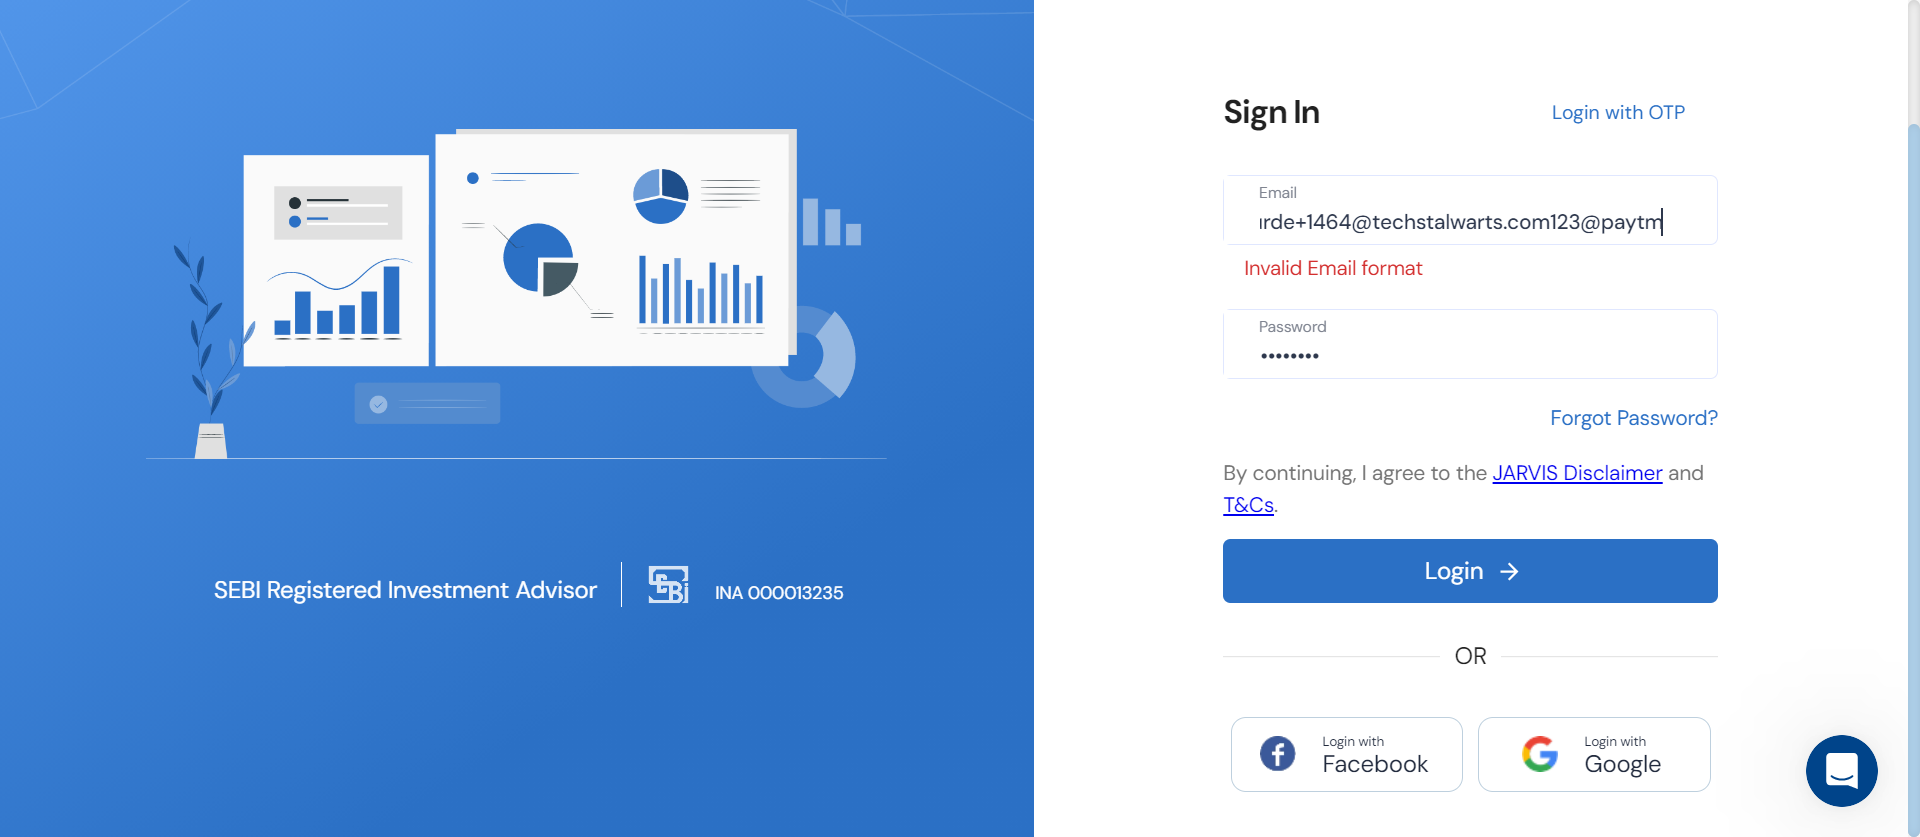 Sign In
Login with OTP
Email
rde+1464@techstalwarts.com123@paytm
Invalid Email format
Password
Forgot Password?
By continuing, I agree to the JARVIS Disclaimer and
T&Cs.
Login
OR
Login with
Facebook
Login with
Google
SEBI Registered Investment Advisor
SEBI
INA 000013235